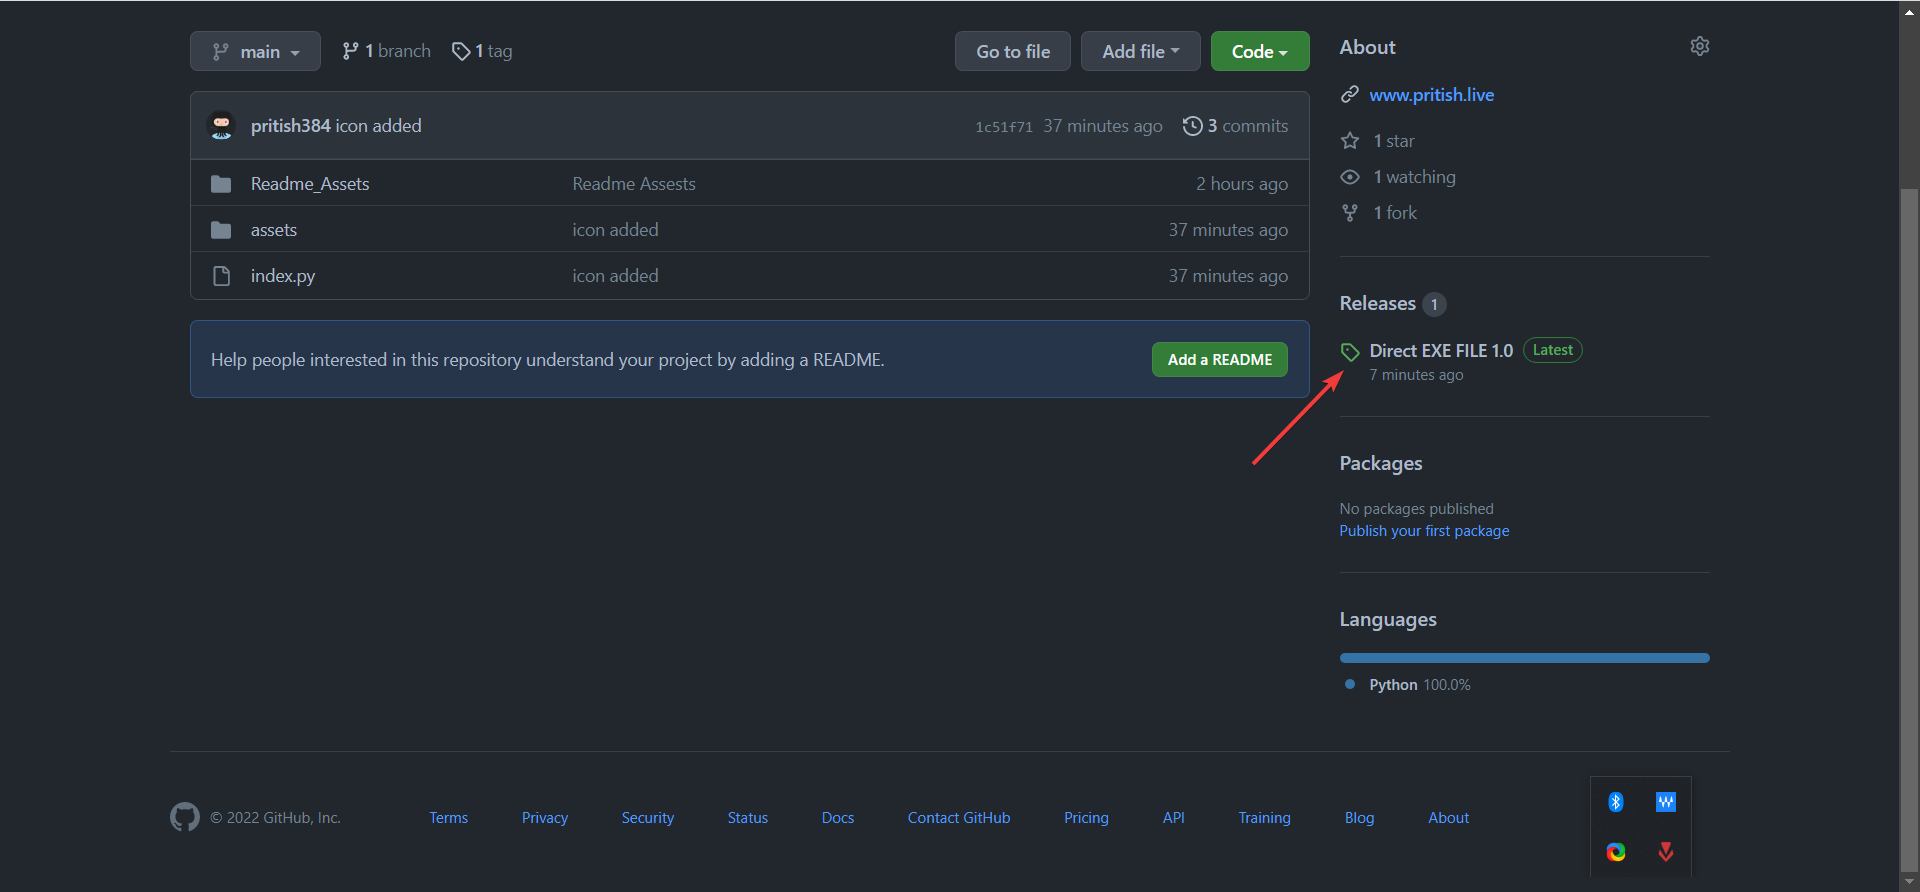 main 1 branch 1 tag Go to file Add file Code
pritish384 icon added 1c51f71 37 minutes ago 3 commits
Readme_Assets Readme Assests 2 hours ago
assets icon added 37 minutes ago
index.py icon added 37 minutes ago
Help people interested in this repository understand your project by adding a README. Add a README
About
www.pritish.live
1 star
1 watching
1 fork
Releases 1
Direct EXE FILE 1.0 Latest
7 minutes ago
Packages
No packages published
Publish your first package
Languages
Python 100.0%
© 2022 GitHub, Inc. Terms Privacy Security Status Docs Contact GitHub Pricing API Training Blog About